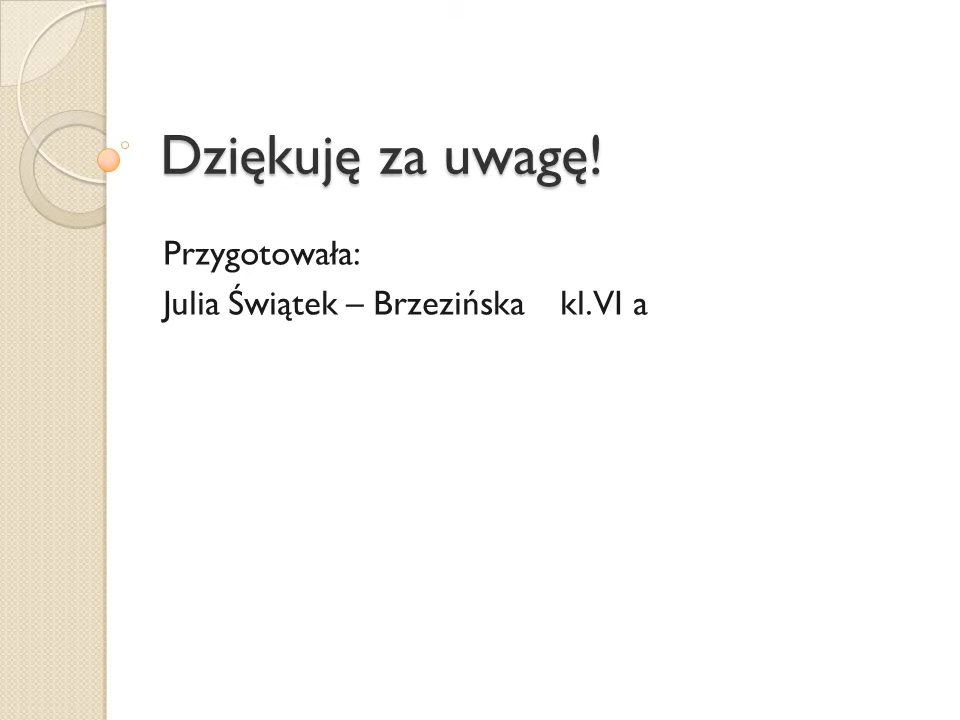 Dziękuję za uwagę!
Przygotowała:
Julia Świątek – Brzezińska kl. VI a